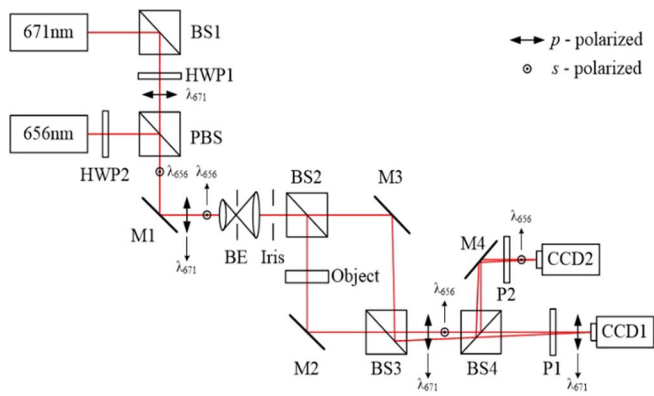 671nm
BS1
p - polarized
s - polarized
HWP1
λ671
656nm
PBS
HWP2
λ656
λ656
BS2
M3
M1
λ671
BE
Iris
Object
λ656
M4
CCD2
P2
λ656
M2
BS3
λ671
BS4
P1
CCD1
λ671